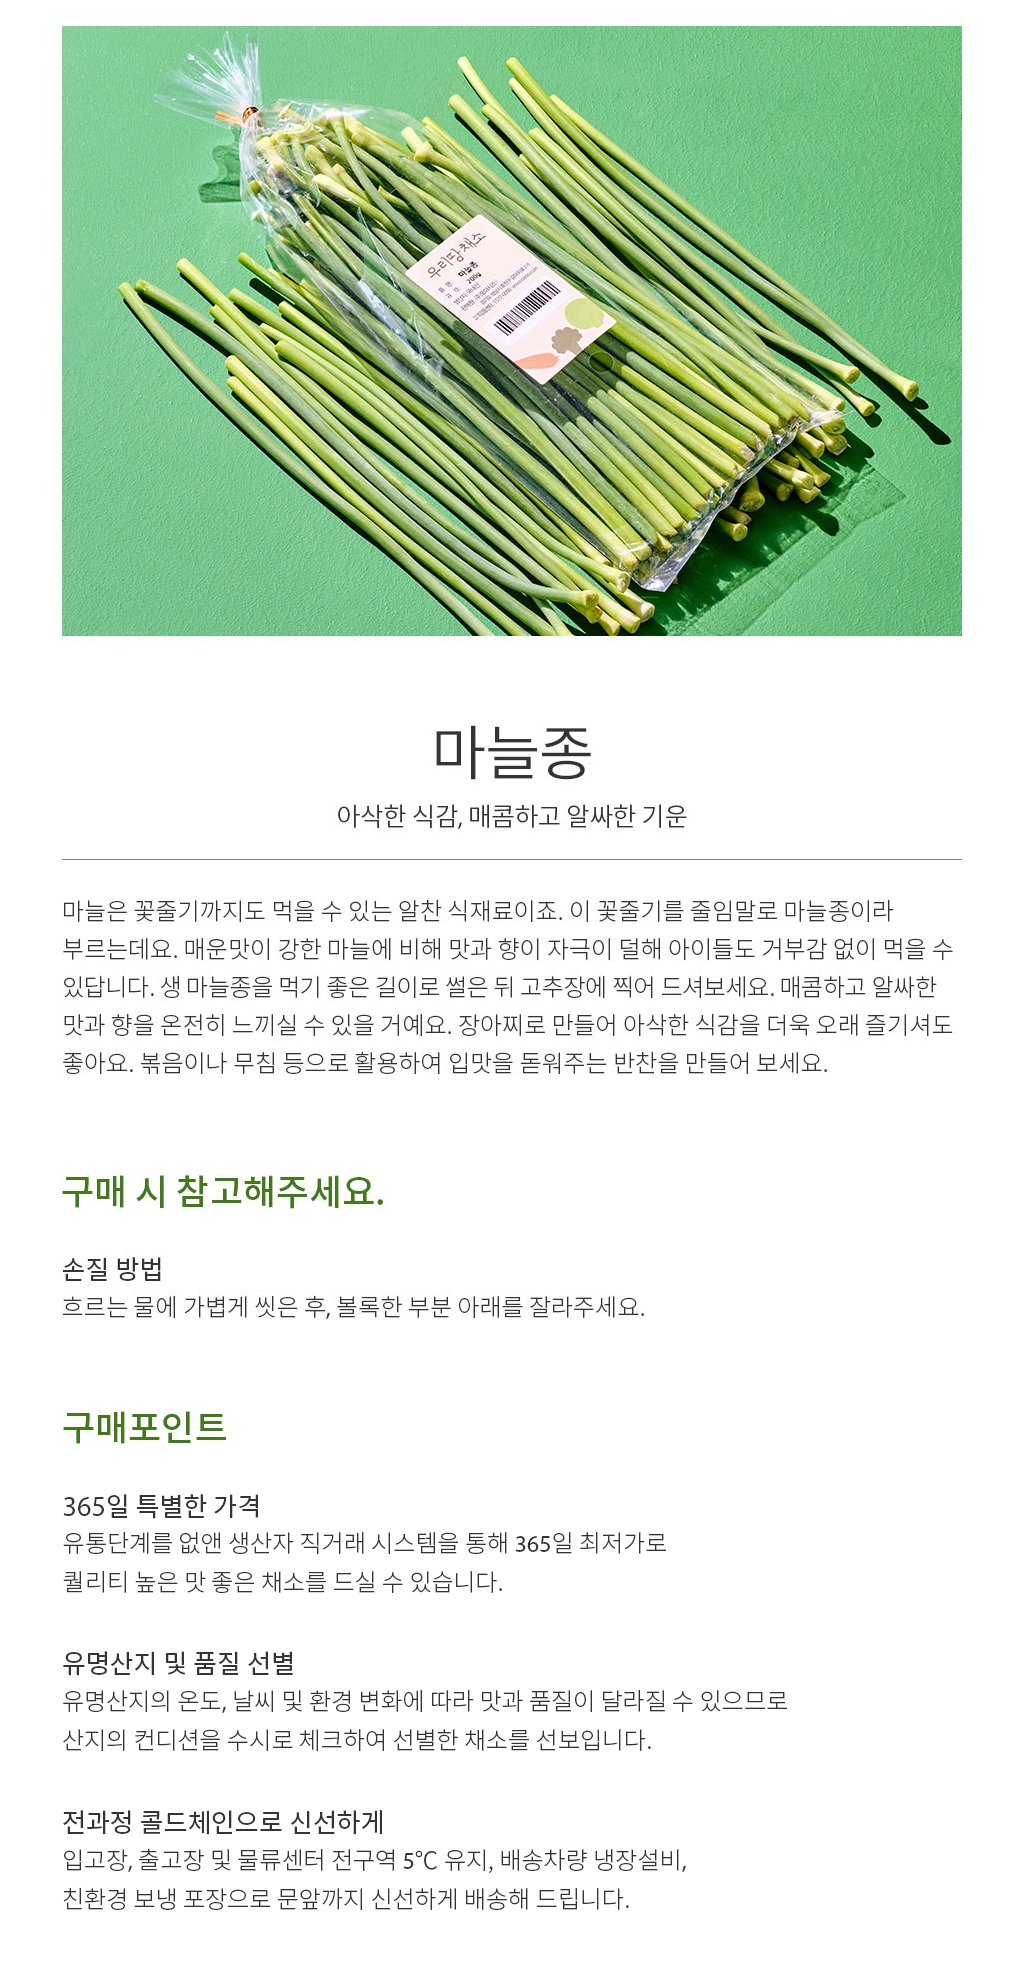 우리땅채소
마늘종
200g
마늘종
아삭한 식감, 매콤하고 알싸한 기운
마늘은 꽃줄기까지도 먹을 수 있는 알찬 식재료이죠. 이 꽃줄기를 줄임말로 마늘종이라
부르는데요. 매운맛이 강한 마늘에 비해 맛과 향이 자극이 덜해 아이들도 거부감 없이 먹을 수
있답니다. 생 마늘종을 먹기 좋은 길이로 썰은 뒤 고추장에 찍어 드셔보세요. 매콤하고 알싸한
맛과 향을 온전히 느끼실 수 있을 거예요. 장아찌로 만들어 아삭한 식감을 더욱 오래 즐기셔도
좋아요. 볶음이나 무침 등으로 활용하여 입맛을 돋워주는 반찬을 만들어 보세요.
구매 시 참고해주세요.
손질 방법
흐르는 물에 가볍게 씻은 후, 볼록한 부분 아래를 잘라주세요.
구매포인트
365일 특별한 가격
유통단계를 없앤 생산자 직거래 시스템을 통해 365일 최저가로
퀄리티 높은 맛 좋은 채소를 드실 수 있습니다.
유명산지 및 품질 선별
유명산지의 온도, 날씨 및 환경 변화에 따라 맛과 품질이 달라질 수 있으므로
산지의 컨디션을 수시로 체크하여 선별한 채소를 선보입니다.
전과정 콜드체인으로 신선하게
입고장, 출고장 및 물류센터 전구역 5℃ 유지, 배송차량 냉장설비,
친환경 보냉 포장으로 문앞까지 신선하게 배송해 드립니다.